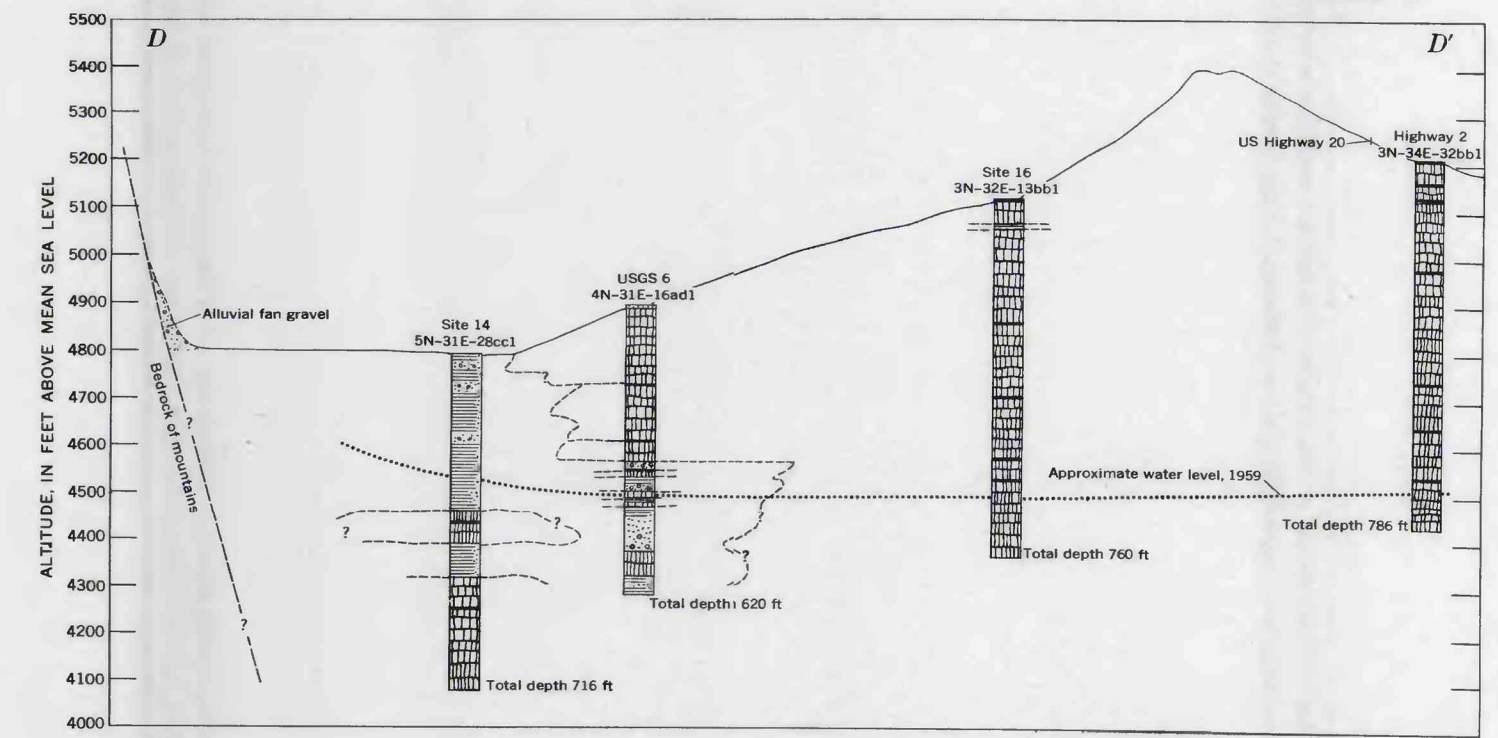 D
D'
5500
5400
5300
5200
5100
5000
4900
4800
4700
4600
4500
4400
4300
4200
4100
4000
ALTITUDE, IN FEET ABOVE MEAN SEA LEVEL
Bedrock of mountains
?
?
Alluvial fan gravel
Site 14
5N-31E-28cc1
?
?
Total depth 716 ft
USGS 6
4N-31E-16ad1
?
Total depth 620 ft
Site 16
3N-32E-13bb1
Total depth 760 ft
Approximate water level, 1959
US Highway 20
Highway 2
3N-34E-32bb1
Total depth 786 ft